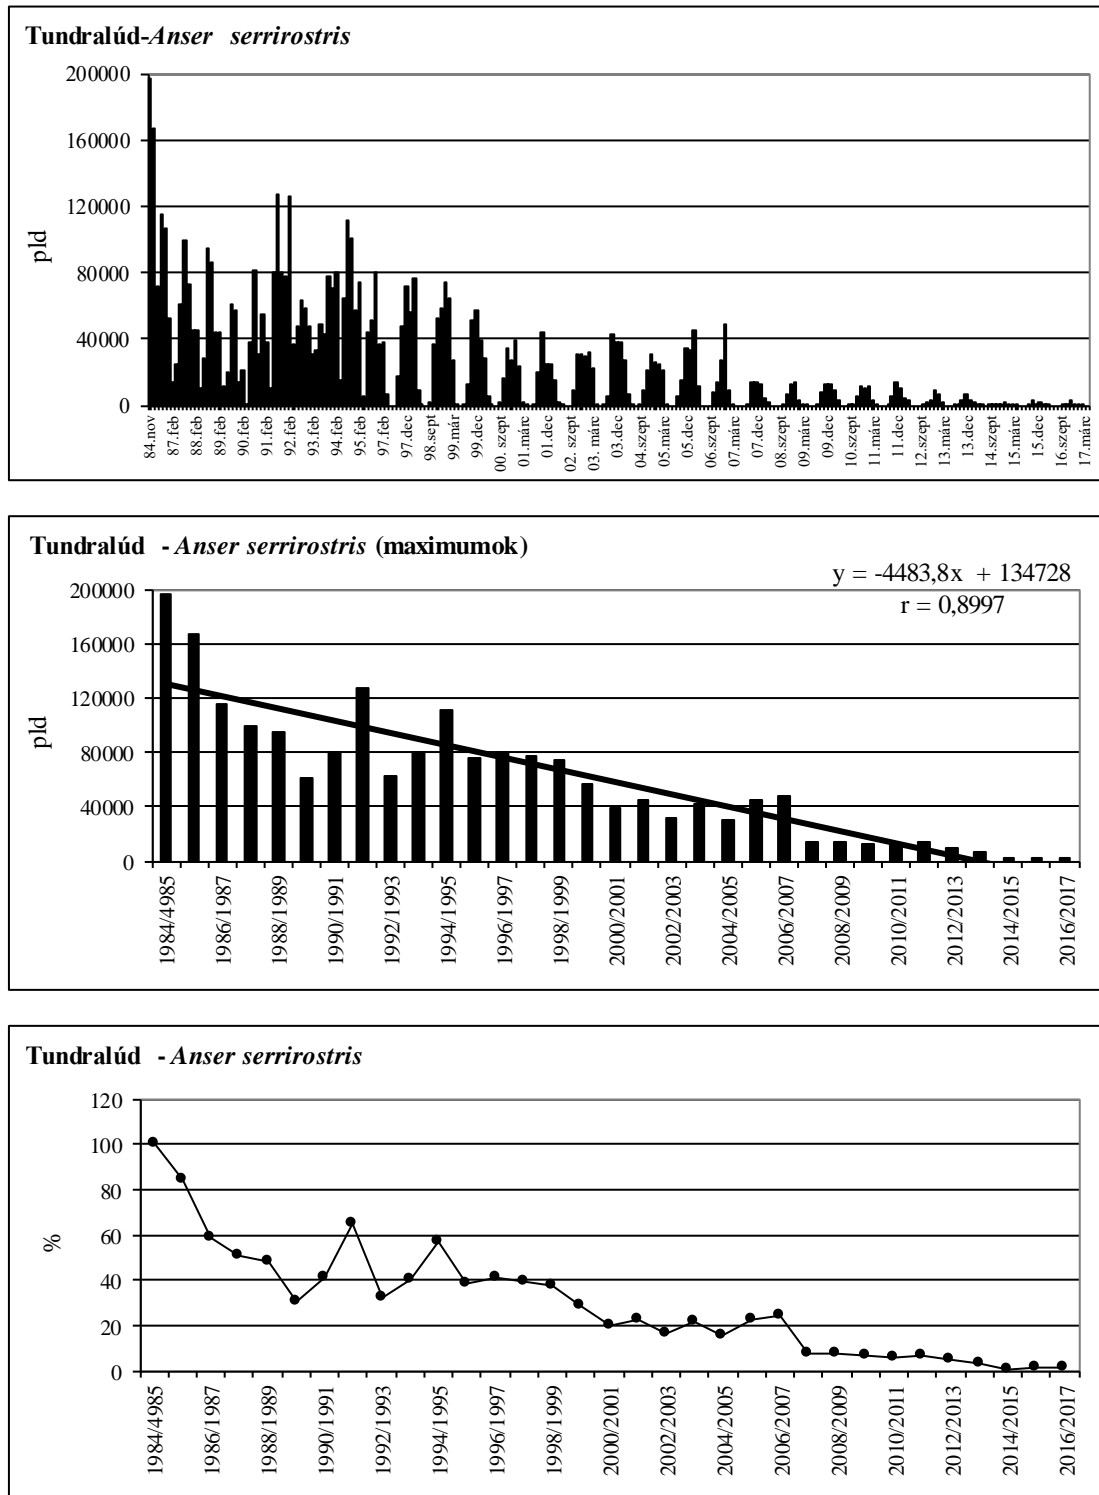 Tundralúd-Anser serrirostris
200000
160000
120000
80000
40000
0
pld
84.nov
87.feb
88.feb
89.feb
90.feb
91.feb
92.feb
93.feb
94.feb
95.feb
97.feb
97.dec
98.sept
99.már
99.dec
00. szept
01.márc
01.dec
02. szept
03. márc
03.dec
04.szept
05.márc
05.dec
06.szept
07.márc
07.dec
08.szept
09.márc
09.dec
10.szept
11.márc
11.dec
12.szept
13.márc
13.dec
14.szept
15.márc
15.dec
16.szept
17.márc
Tundralúd - Anser serrirostris (maximumok)
y = -4483,8x + 134728
r = 0,8997
200000
160000
120000
80000
40000
0
pld
1984/4985
1986/1987
1988/1989
1990/1991
1992/1993
1994/1995
1996/1997
1998/1999
2000/2001
2002/2003
2004/2005
2006/2007
2008/2009
2010/2011
2012/2013
2014/2015
2016/2017
Tundralúd - Anser serrirostris
120
100
80
60
40
20
0
%
1984/4985
1986/1987
1988/1989
1990/1991
1992/1993
1994/1995
1996/1997
1998/1999
2000/2001
2002/2003
2004/2005
2006/2007
2008/2009
2010/2011
2012/2013
2014/2015
2016/2017